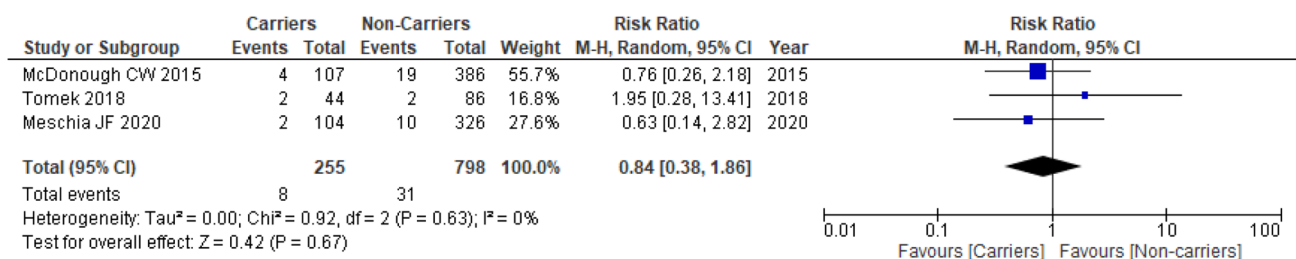 Carriers Non-Carriers Risk Ratio Risk Ratio
Study or Subgroup Events Total Events Total Weight M-H, Random, 95% CI Year M-H, Random, 95% CI
McDonough CW 2015 4 107 19 386 55.7% 0.76 [0.26, 2.18] 2015
Tomek 2018 2 44 2 86 16.8% 1.95 [0.28, 13.41] 2018
Meschia JF 2020 2 104 10 326 27.6% 0.63 [0.14, 2.82] 2020
Total (95% CI) 255 798 100.0% 0.84 [0.38, 1.86]
Total events 8 31
Heterogeneity: Tau² = 0.00; Chi² = 0.92, df = 2 (P = 0.63); I² = 0%
Test for overall effect: Z = 0.42 (P = 0.67)
0.01 0.1 1 10 100
Favours [Carriers] Favours [Non-carriers]